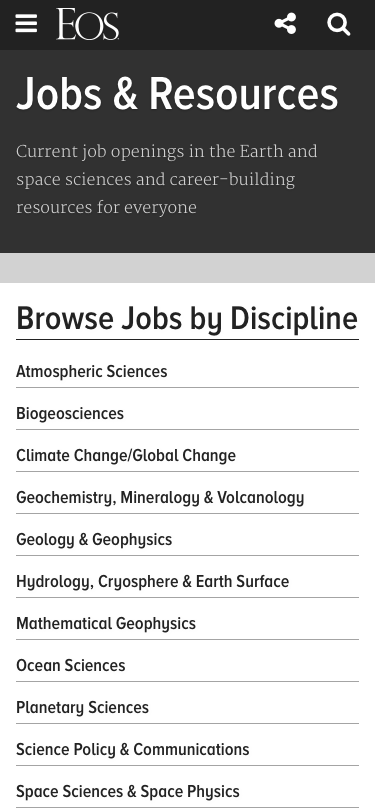 Eos
Jobs & Resources
Current job openings in the Earth and
space sciences and career-building
resources for everyone
Browse Jobs by Discipline
Atmospheric Sciences
Biogeosciences
Climate Change/Global Change
Geochemistry, Mineralogy & Volcanology
Geology & Geophysics
Hydrology, Cryosphere & Earth Surface
Mathematical Geophysics
Ocean Sciences
Planetary Sciences
Science Policy & Communications
Space Sciences & Space Physics